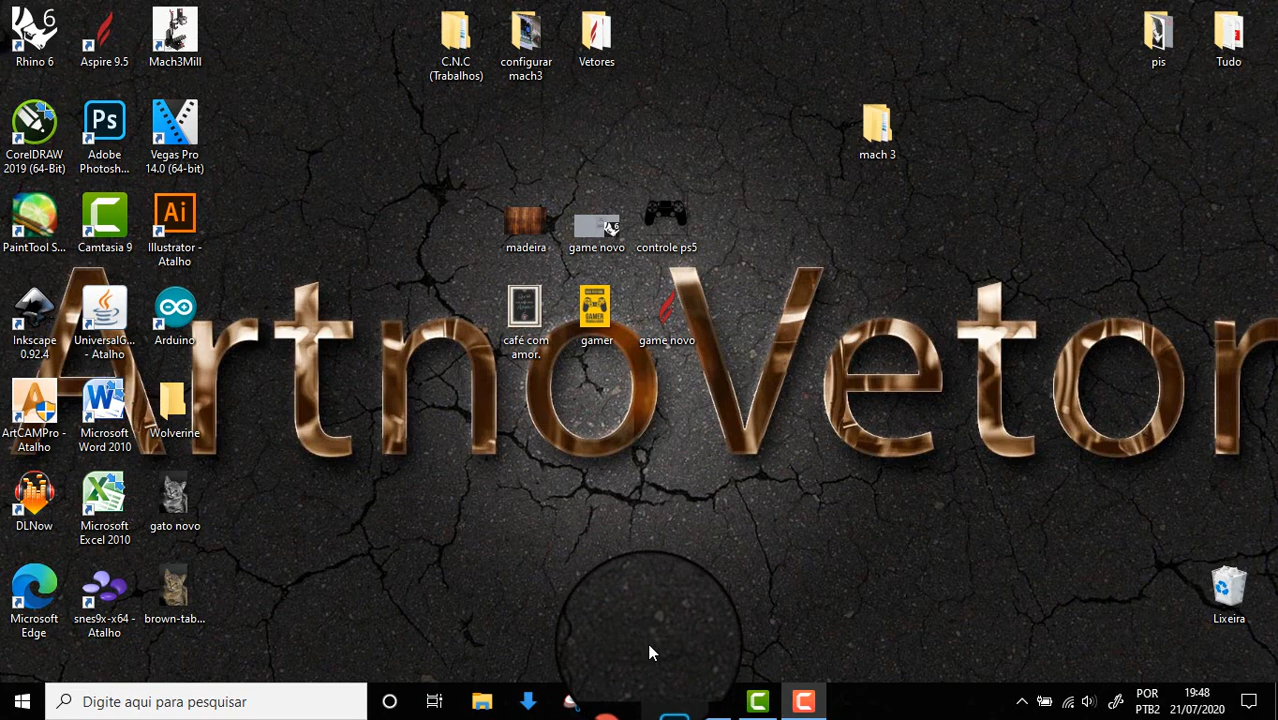 6
Rhino 6
Aspire 9.5
Mach3Mill
C.N.C
(Trabalhos)
configurar
mach3
Vetores
pis
Tudo
CorelDRAW
2019 (64-Bit)
Ps
Adobe
Photosh...
Vegas Pro
14.0 (64-bit)
mach 3
PaintTool S...
Camtasia 9
Ai
Illustrator -
Atalho
madeira
game novo
controle ps5
Inkscape
0.92.4
UniversalG...
- Atalho
Arduino
café com
amor.
GAMER
gamer
game novo
ArtnoVetor
ArtCAMPro -
Atalho
Microsoft
Word 2010
Wolverine
DLNow
Microsoft
Excel 2010
gato novo
Microsoft
Edge
snes9x-x64 -
Atalho
brown-tab...
Lixeira
Digite aqui para pesquisar
POR
PTB2
19:48
21/07/2020